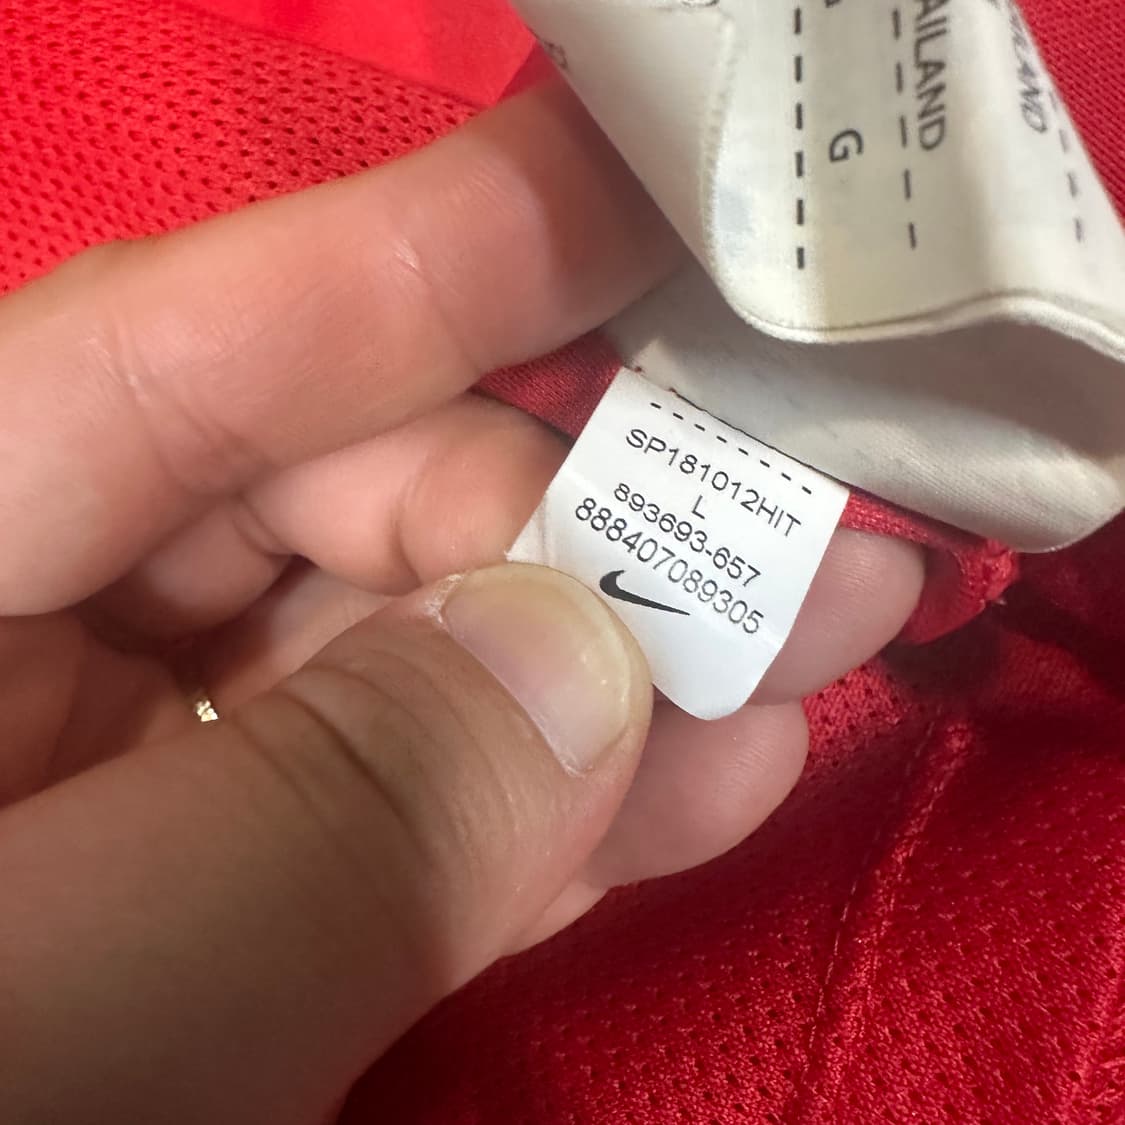 G
AILAND
SP181012HIT
L
893693-657
888407089305